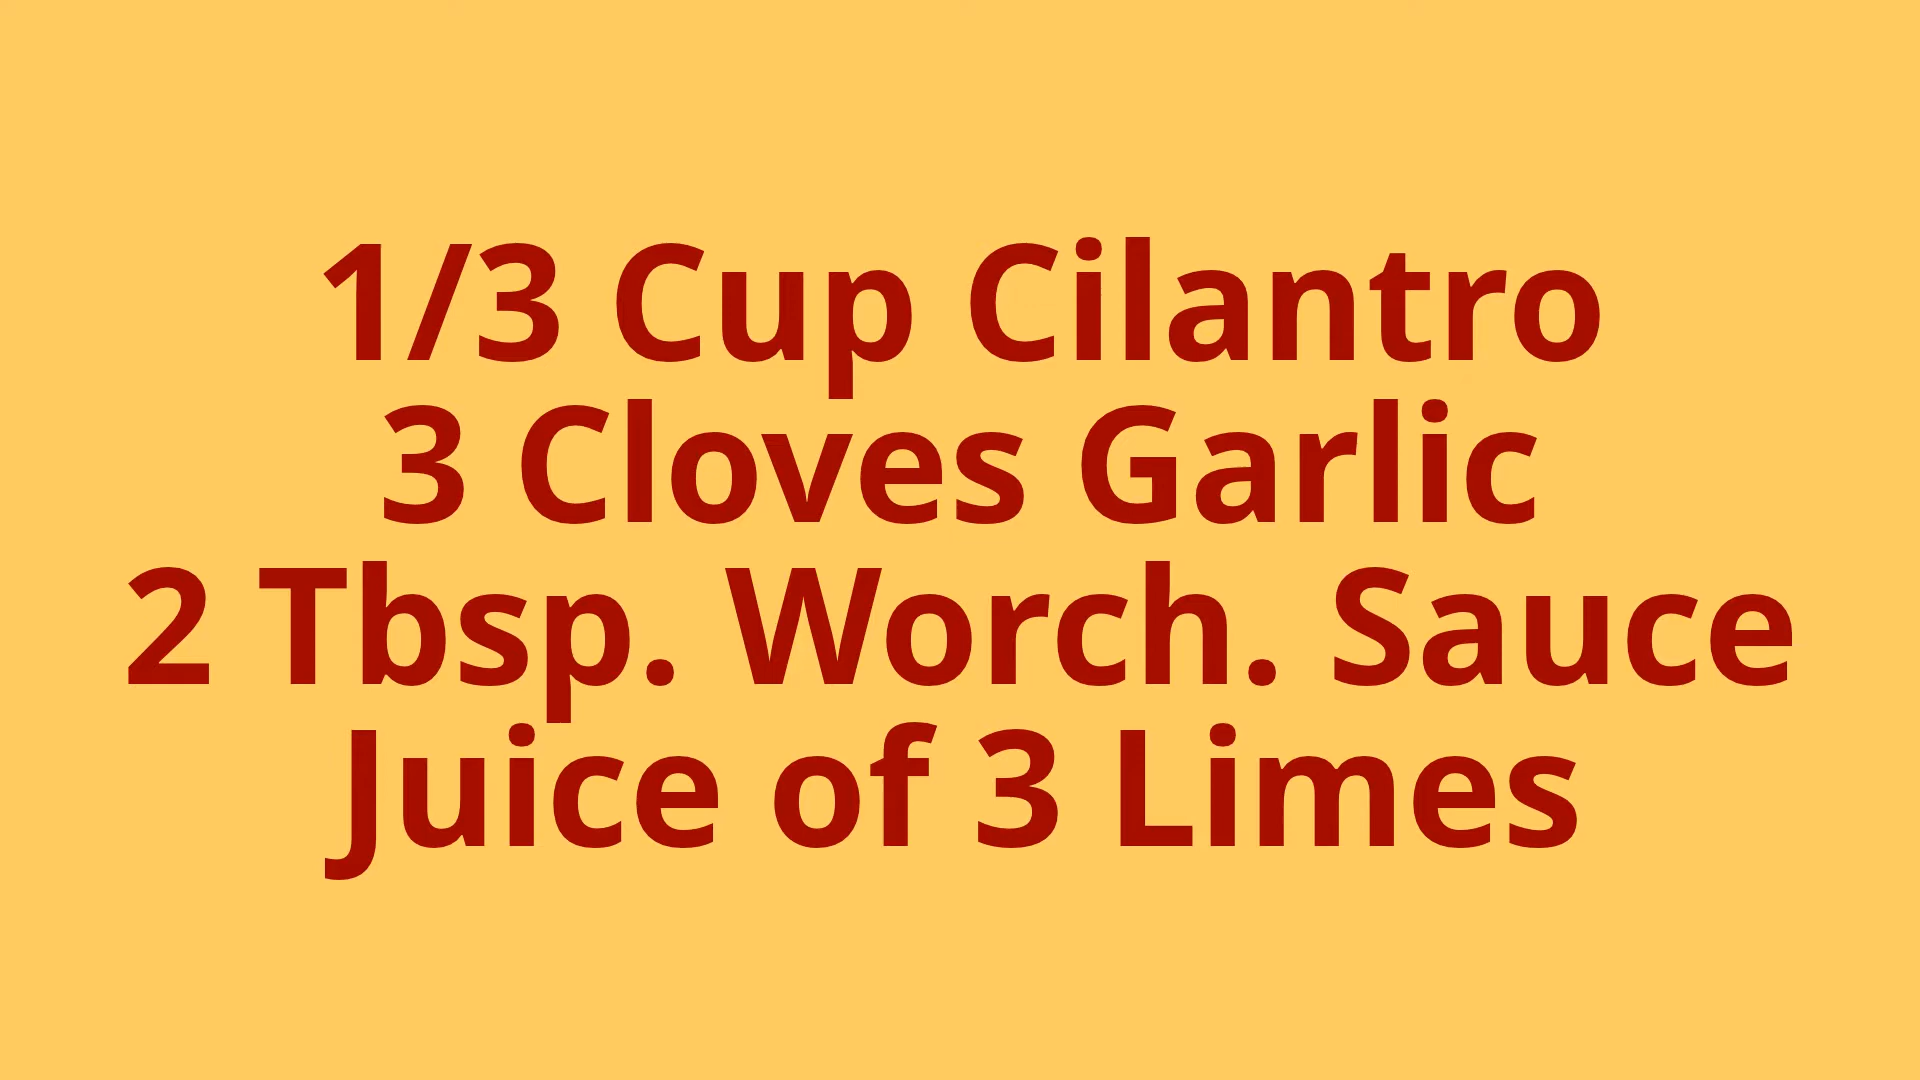 1/3 Cup Cilantro
3 Cloves Garlic
2 Tbsp. Worch. Sauce
Juice of 3 Limes